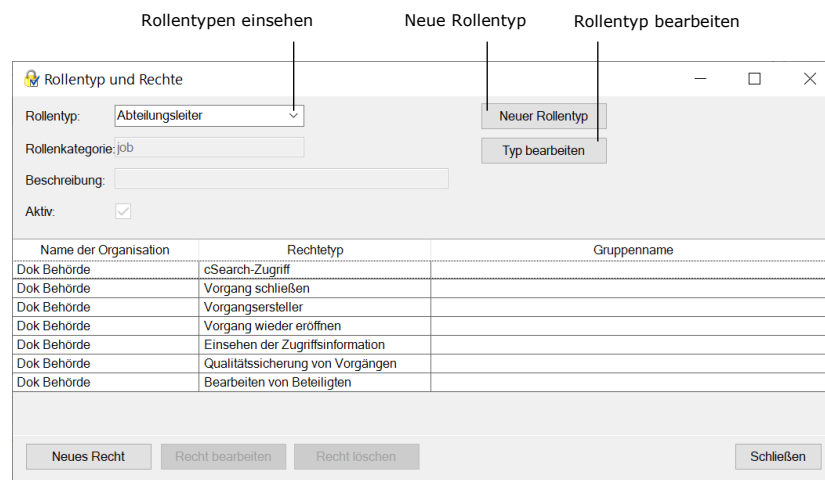 Rollentypen einsehen Neue Rollentyp Rollentyp bearbeiten
Rollentyp und Rechte
Rollentyp: Abteilungsleiter Neuer Rollentyp
Rollenkategorie: job Typ bearbeiten
Beschreibung:
Aktiv:
Name der Organisation Rechtetyp Gruppenname
Dok Behörde cSearch-Zugriff
Dok Behörde Vorgang schließen
Dok Behörde Vorgangsersteller
Dok Behörde Vorgang wieder eröffnen
Dok Behörde Einsehen der Zugriffsinformation
Dok Behörde Qualitätssicherung von Vorgängen
Dok Behörde Bearbeiten von Beteiligten
Neues Recht Recht bearbeiten Recht löschen Schließen